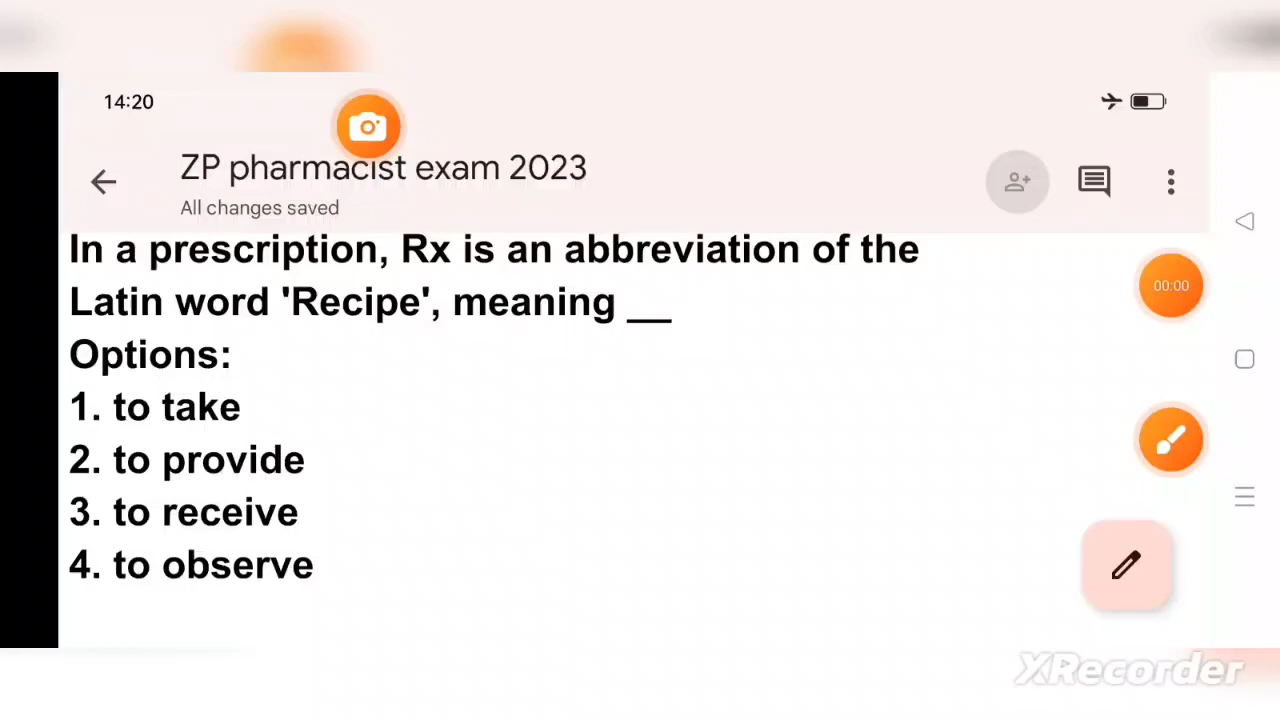 14:20
ZP pharmacist exam 2023
All changes saved
In a prescription, Rx is an abbreviation of the
Latin word 'Recipe', meaning __
00:00
Options:
1. to take
2. to provide
3. to receive
4. to observe
XRecorder